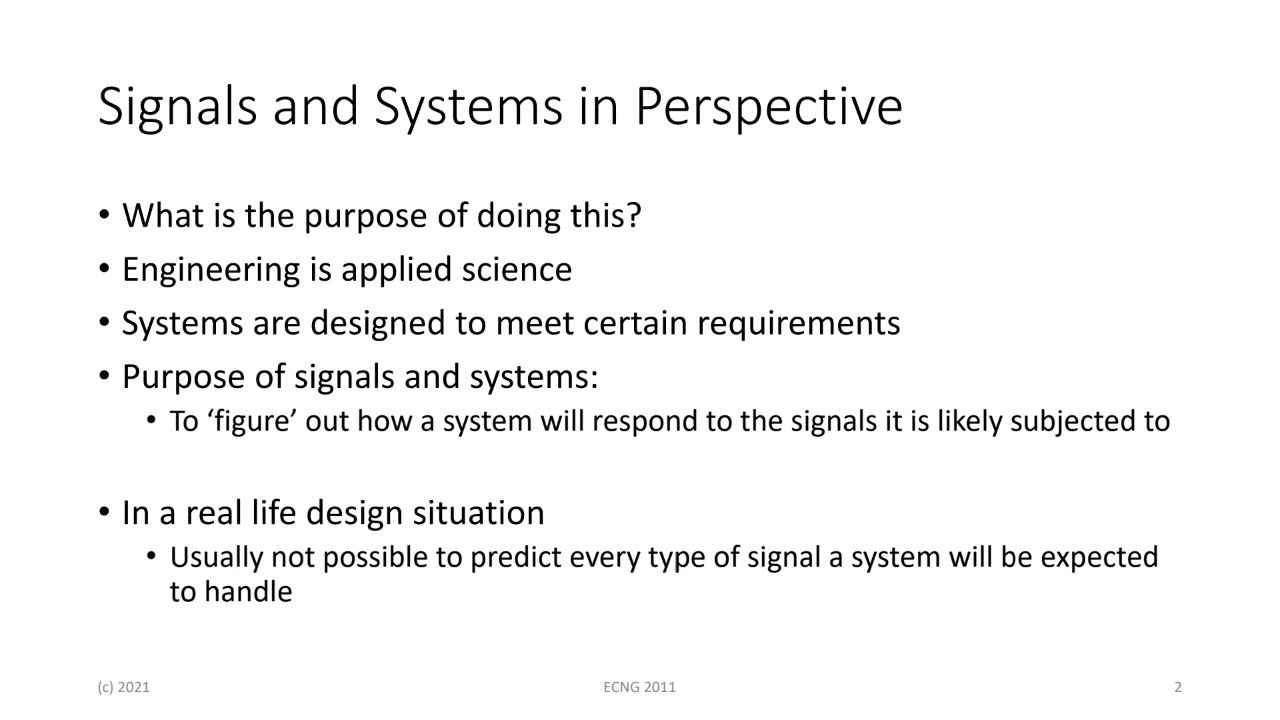 Signals and Systems in Perspective
• What is the purpose of doing this?
• Engineering is applied science
• Systems are designed to meet certain requirements
• Purpose of signals and systems:
• To ‘figure’ out how a system will respond to the signals it is likely subjected to
• In a real life design situation
• Usually not possible to predict every type of signal a system will be expected
to handle
(c) 2021
ECNG 2011
2